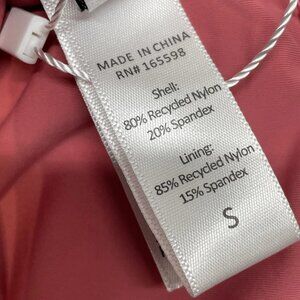 MADE IN CHINA
RN# 165598
Shell:
80% Recycled Nylon
20% Spandex
Lining:
85% Recycled Nylon
15% Spandex
S